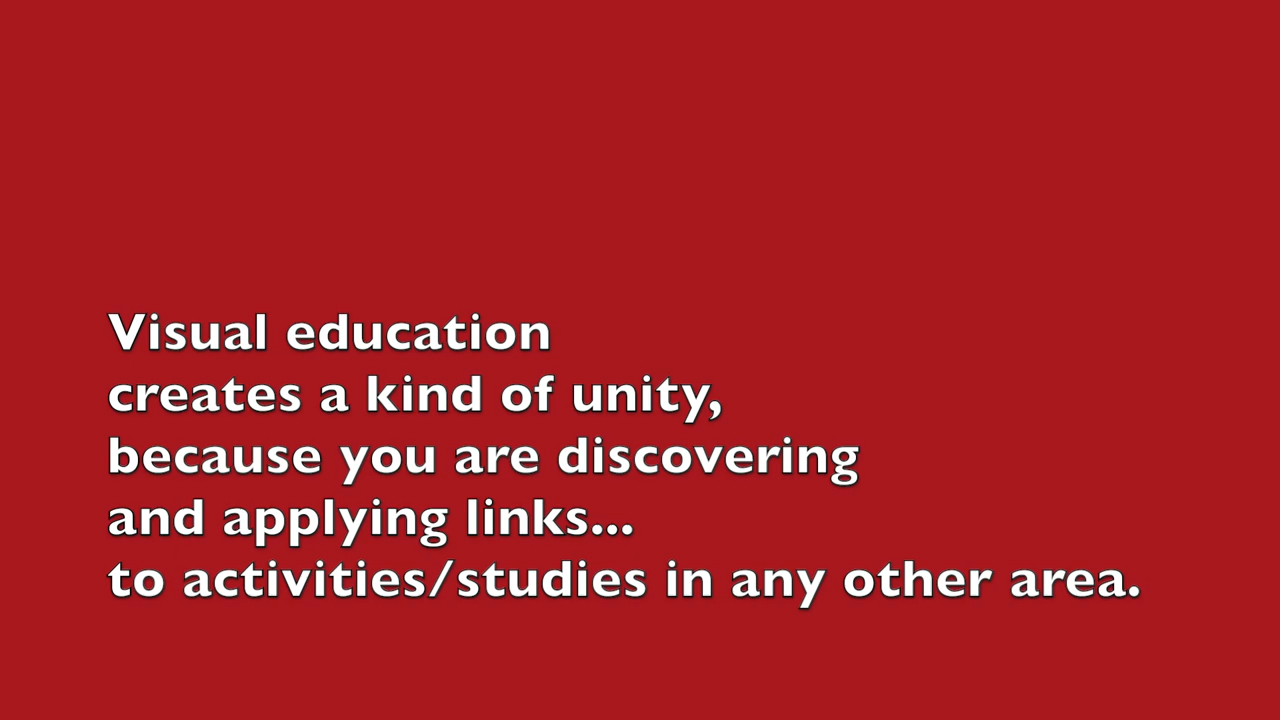 Visual education
creates a kind of unity,
because you are discovering
and applying links...
to activities/studies in any other area.